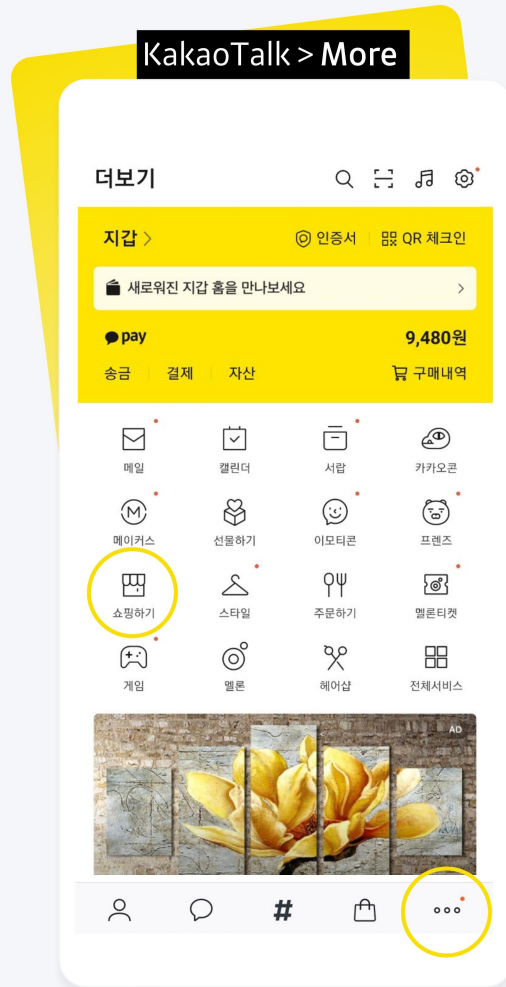 KakaoTalk > More
더보기
지갑 >
인증서
QR 체크인
새로워진 지갑 홈을 만나보세요 >
pay 9,480원
송금 결제 자산 구매내역
메일 캘린더 서랍 카카오콘
메이커스 선물하기 이모티콘 프렌즈
쇼핑하기 스타일 주문하기 멜론티켓
게임 멜론 헤어샵 전체서비스
AD